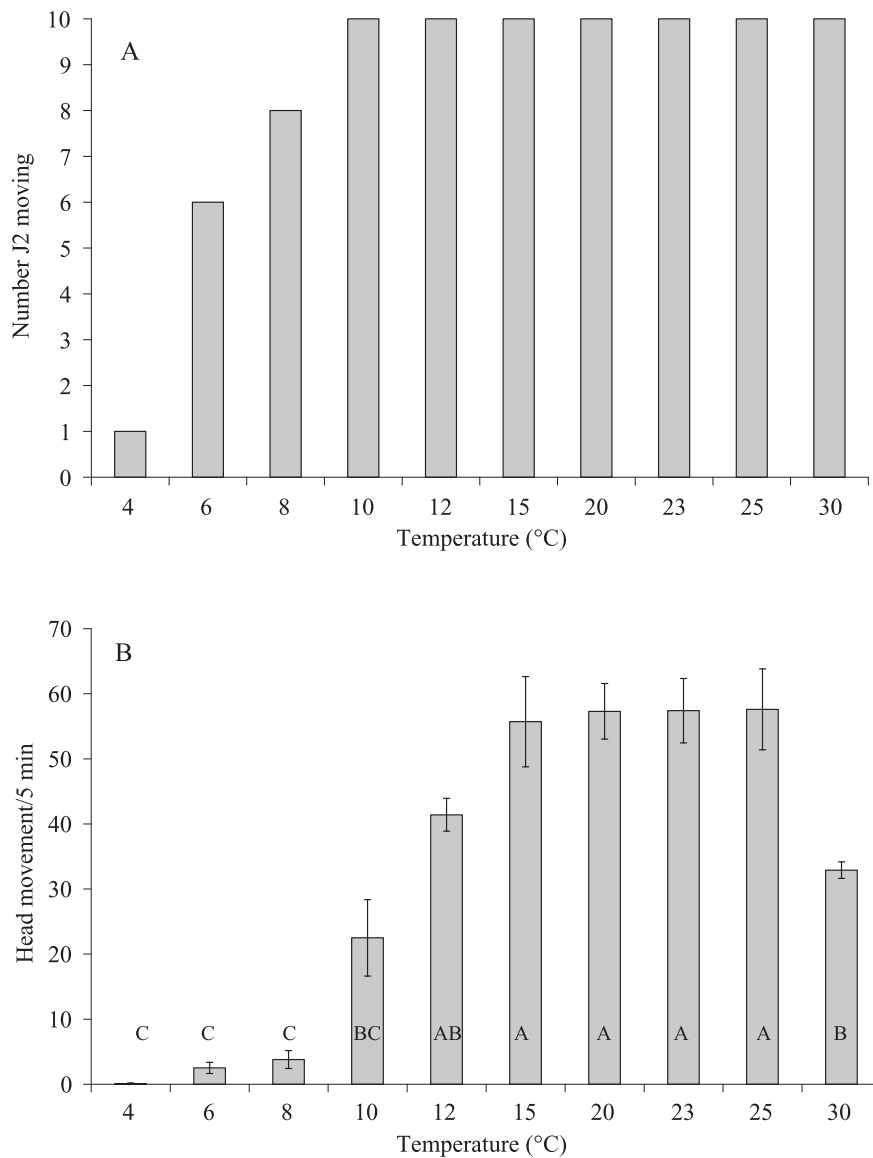 A
10
9
8
7
6
5
4
3
2
1
0
Number J2 moving
4 6 8 10 12 15 20 23 25 30
Temperature (°C)
B
70
60
50
40
30
20
10
0
Head movement/5 min
C C C BC AB A A A A B
4 6 8 10 12 15 20 23 25 30
Temperature (°C)